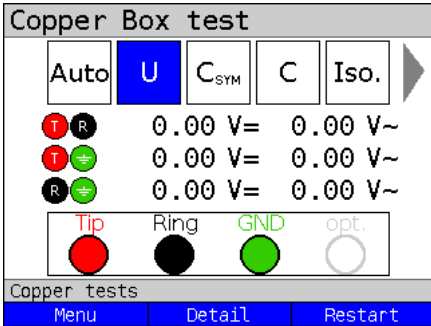 Copper Box test
Auto U CSYM C Iso.
T R 0.00 V= 0.00 V~
T 0.00 V= 0.00 V~
R 0.00 V= 0.00 V~
Tip Ring GND opt.
Copper tests
Menu Detail Restart